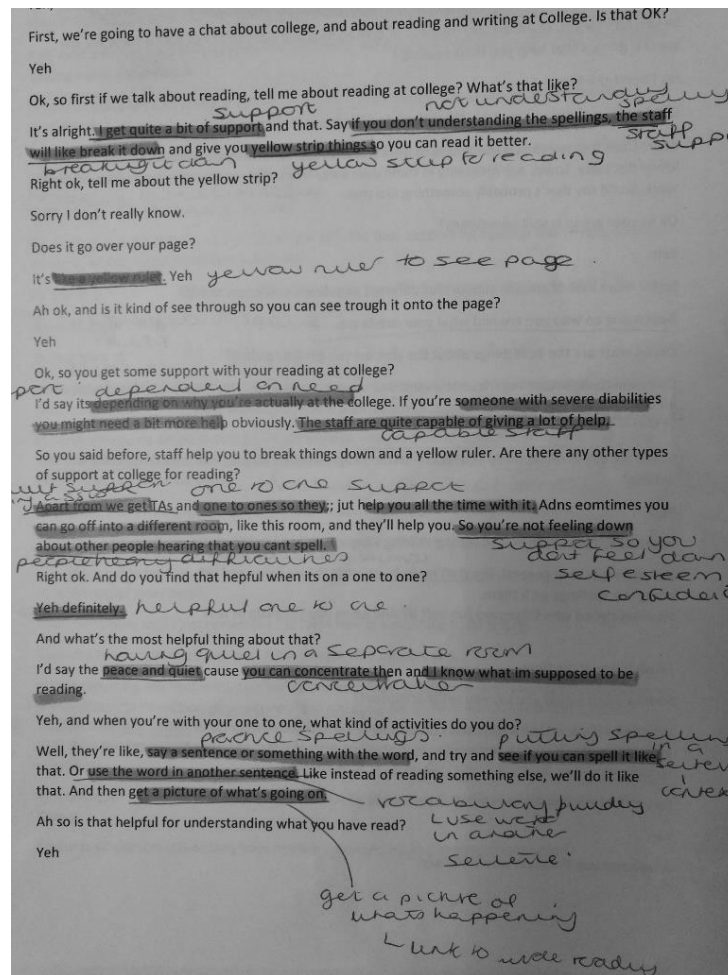 First, we're going to have a chat about college, and about reading and writing at College. Is that OK?
Yeh
Ok, so first if we talk about reading, tell me about reading at college? What's that like?
support not understanding spelling
It's alright. I get quite a bit of support and that. Say if you don't understanding the spellings, the staff
staff
will like break it down and give you yellow strip things so you can read it better.
breaking it down yellow strip for reading
Right ok, tell me about the yellow strip?
Sorry I don't really know.
Does it go over your page?
It's like a yellow ruler. Yeh yellow ruler to see page.
Ah ok, and is it kind of see through so you can see trough it onto the page?
Yeh
Ok, so you get some support with your reading at college?
dependent on need
I'd say its depending on why you're actually at the college. If you're someone with severe diabilities
you might need a bit more help obviously. The staff are quite capable of giving a lot of help.
capable staff
So you said before, staff help you to break things down and a yellow ruler. Are there any other types
of support at college for reading?
one to one support
Apart from we get TAs and one to ones so they;; jut help you all the time with it. Adns eomtimes you
can go off into a different room, like this room, and they'll help you. So you're not feeling down
about other people hearing that you cant spell.
support so you
dont feel down
people hearing difficulties
self esteem
Right ok. And do you find that hepful when its on a one to one?
Yeh definitely. helpful one to one.
And what's the most helpful thing about that?
having quiet in a separate room
I'd say the peace and quiet cause you can concentrate then and I know what im supposed to be
reading.
concentration
Yeh, and when you're with your one to one, what kind of activities do you do?
practice spellings. putting spelling
in a
Well, they're like, say a sentence or something with the word, and try and see if you can spell it like
that. Or use the word in another sentence. Like instead of reading something else, we'll do it like
that. And then get a picture of what's going on.
vocabulary
Ah so is that helpful for understanding what you have read?
use word
in another
sentence.
Yeh
get a picture of
whats happening
link to wide reading